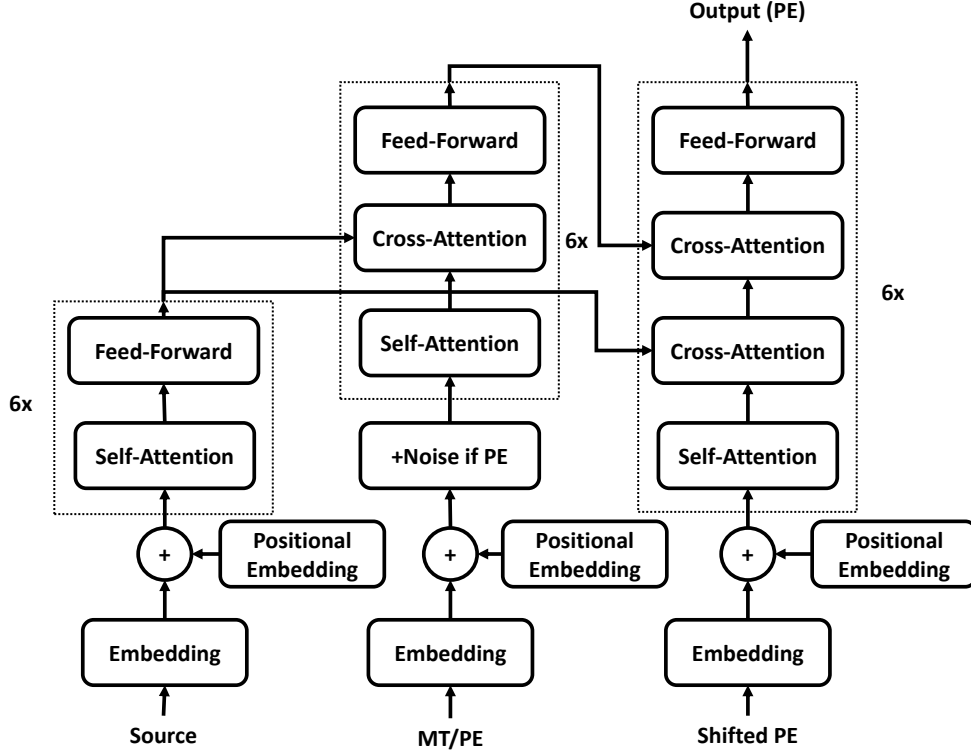 Output (PE)
Feed-Forward
Cross-Attention
6x
Self-Attention
Feed-Forward
Cross-Attention
Cross-Attention
Self-Attention
6x
Feed-Forward
Self-Attention
6x
+Noise if PE
+
Positional
Embedding
+
Positional
Embedding
+
Positional
Embedding
Embedding
Embedding
Embedding
Source
MT/PE
Shifted PE